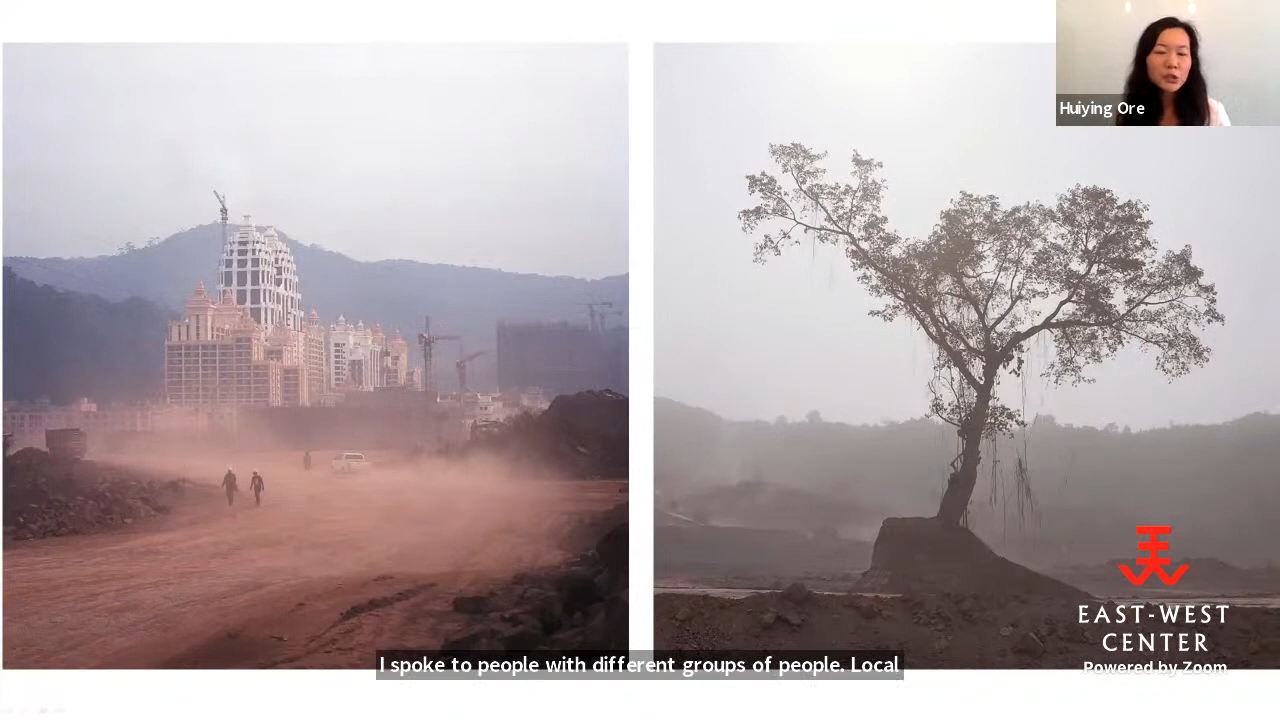 Huiying Ore
EAST-WEST
CENTER
Powered by Zoom
I spoke to people with different groups of people. Local